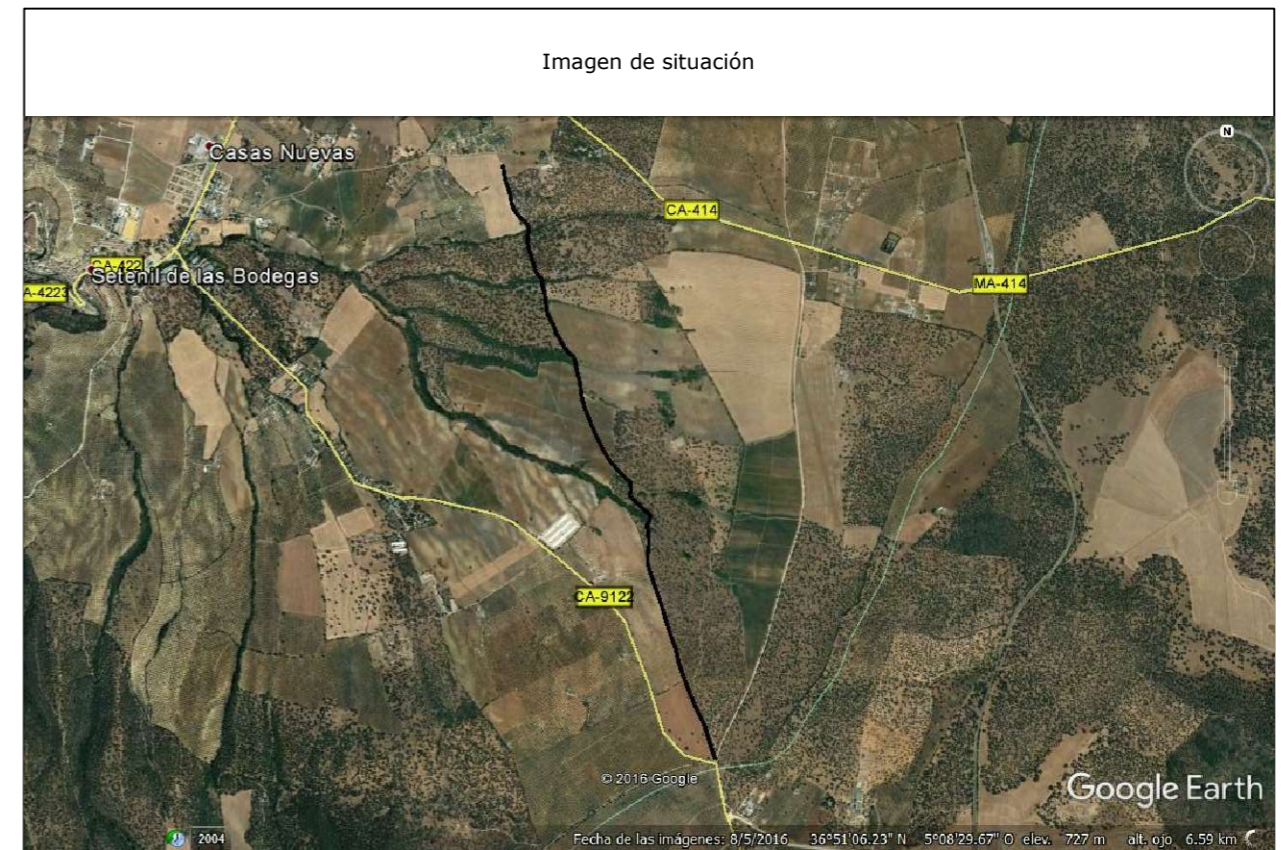 Imagen de situación
N
Casas Nuevas
CA-414
CA-422
Setenil de las Bodegas
A-4223
MA-414
CA-9122
© 2016 Google
Google Earth
2004
Fecha de las imágenes: 8/5/2016 36°51'06.23" N 5°08'29.67" O elev. 727 m alt. ojo 6.59 km